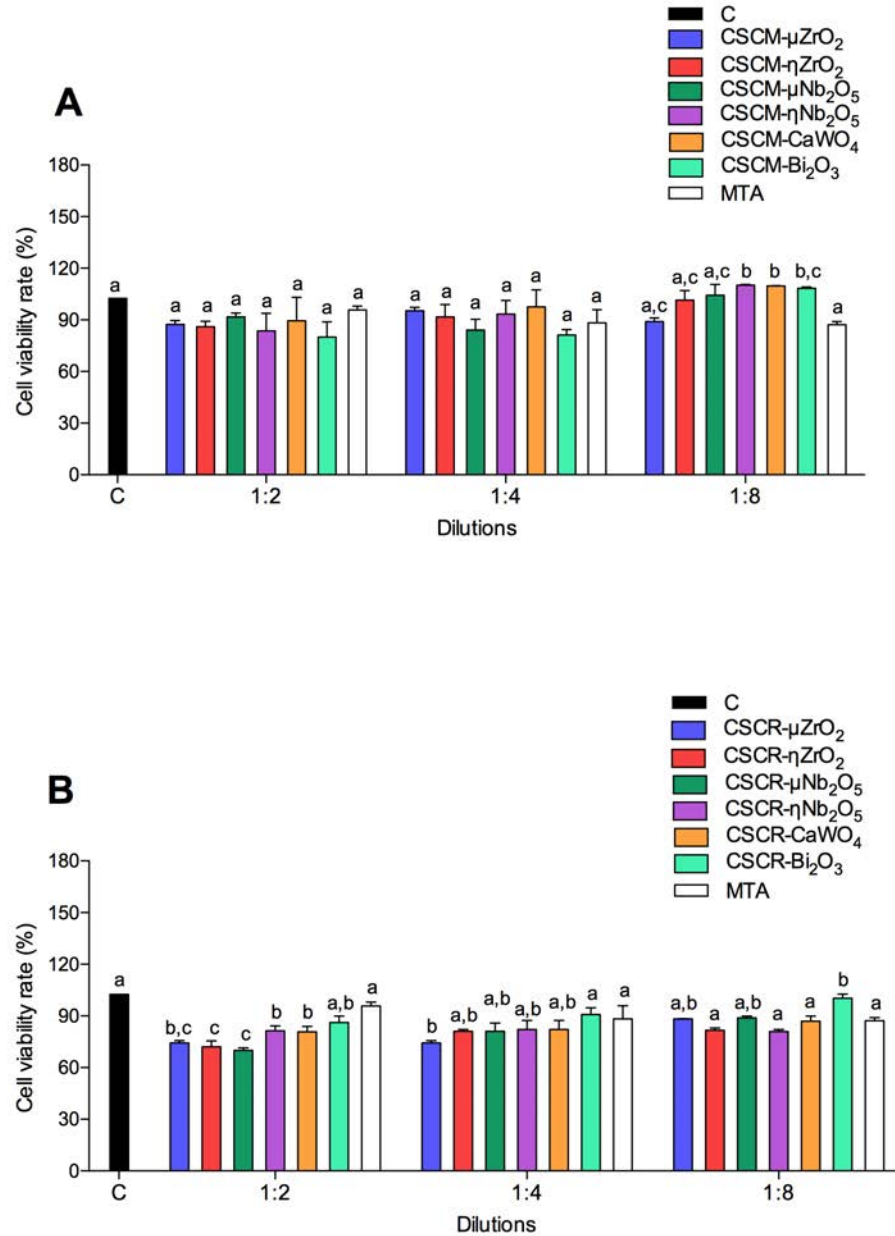 C
CSCM-µZrO₂
CSCM-ηZrO₂
CSCM-µNb₂O₅
CSCM-ηNb₂O₅
CSCM-CaWO₄
CSCM-Bi₂O₃
MTA
A
Cell viability rate (%)
180
150
120
90
60
30
0
a
a a a a a a a
a a a a a a a
a,c a,c a,c b b b,c a
C 1:2 1:4 1:8
Dilutions
C
CSCR-µZrO₂
CSCR-ηZrO₂
CSCR-µNb₂O₅
CSCR-ηNb₂O₅
CSCR-CaWO₄
CSCR-Bi₂O₃
MTA
B
Cell viability rate (%)
180
150
120
90
60
30
0
a
b,c c c b b a,b a
b a,b a,b a,b a,b a a
a,b a a,b a a b a
C 1:2 1:4 1:8
Dilutions